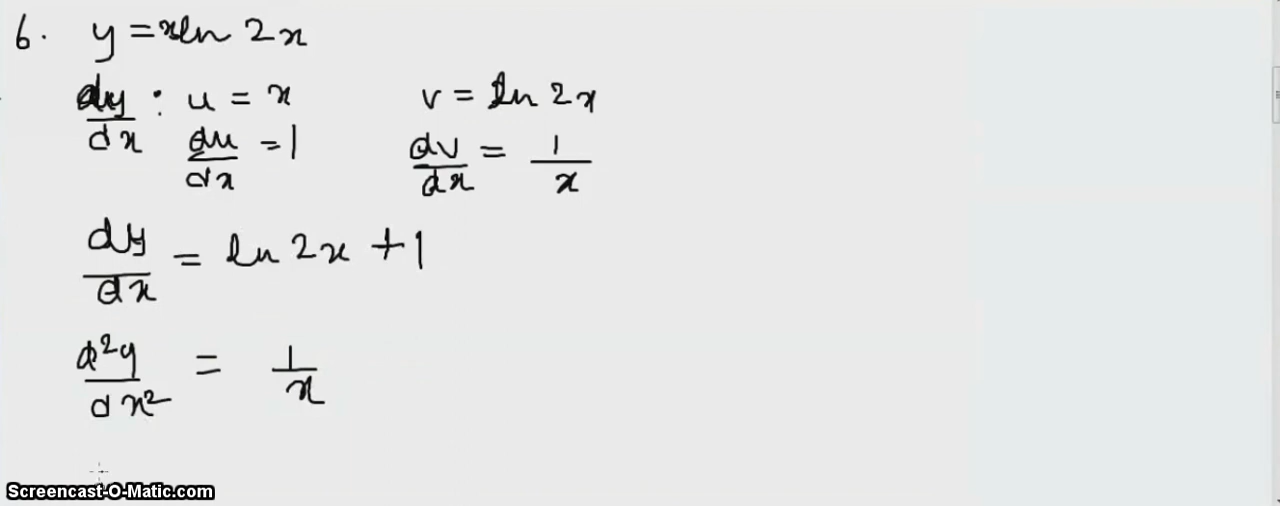 6. y = x ln 2x
dy/dx : u = x v = ln 2x
du/dx = 1 dv/dx = 1/x
dy/dx = ln 2x + 1
d²y/dx² = 1/x
Screencast-O-Matic.com